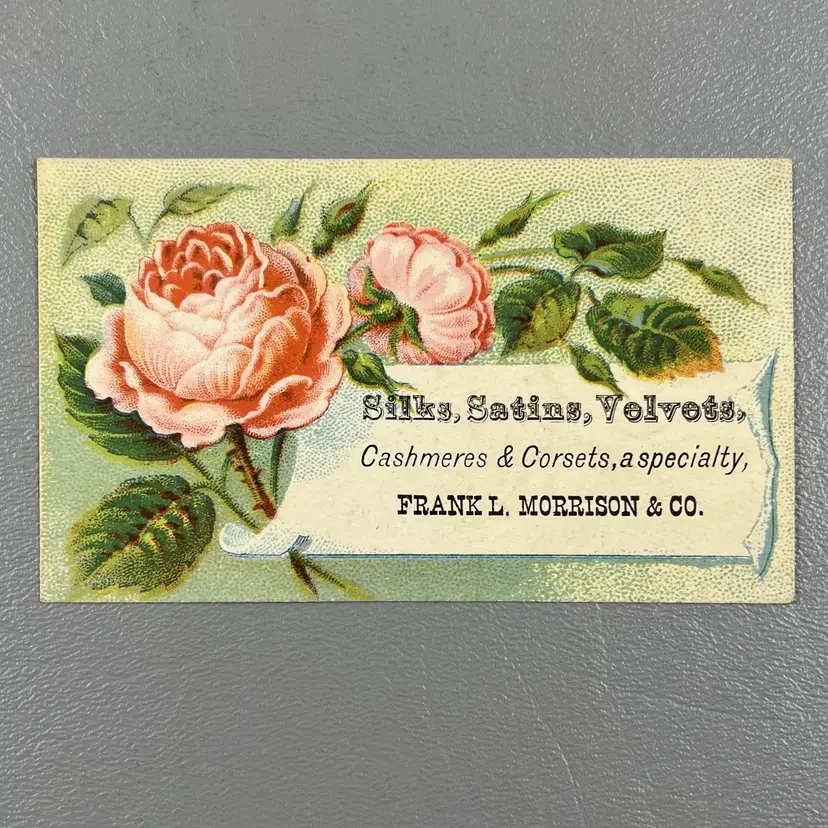 Silks, Satins, Velvets,
Cashmeres & Corsets, a specialty,
FRANK L. MORRISON & CO.